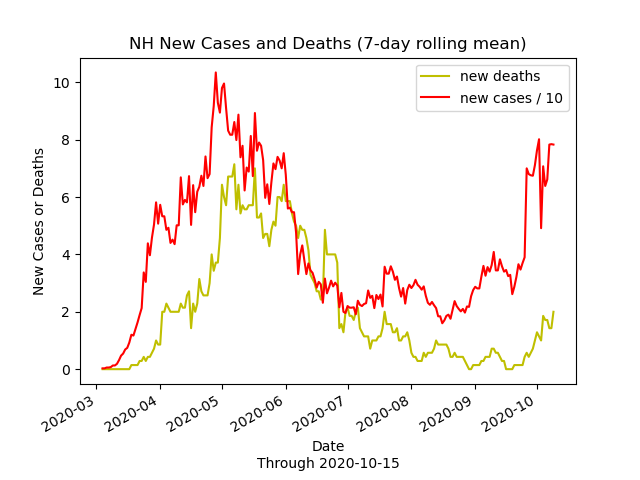 NH New Cases and Deaths (7-day rolling mean)
new deaths
new cases / 10
New Cases or Deaths
10
8
6
4
2
0
2020-03
2020-04
2020-05
2020-06
2020-07
2020-08
2020-09
2020-10
Date
Through 2020-10-15